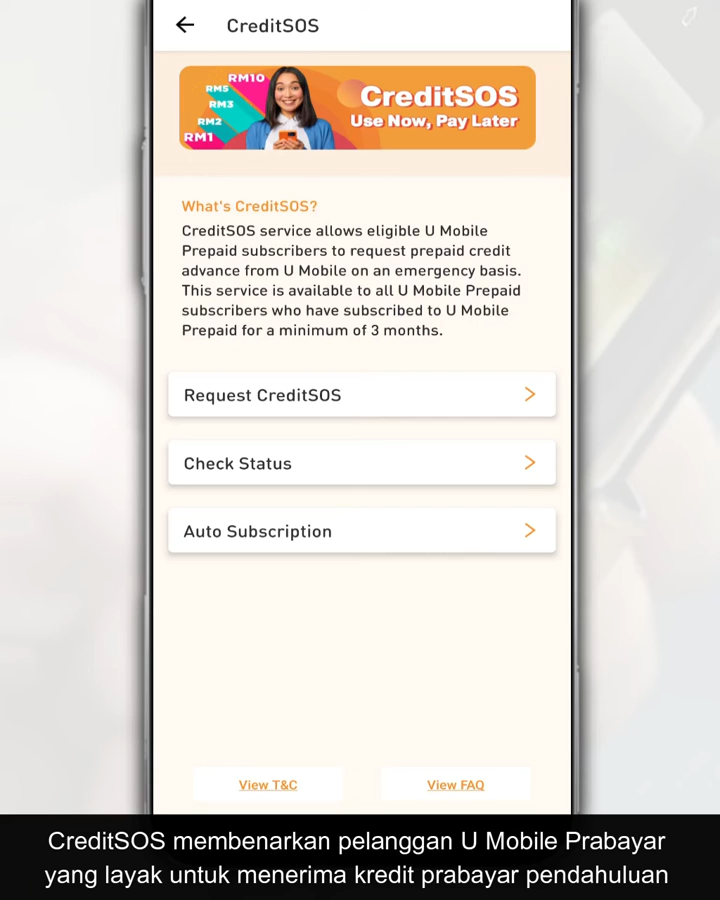 CreditSOS
RM10
RM5
RM3
RM2
RM1
CreditSOS
Use Now, Pay Later
What's CreditSOS?
CreditSOS service allows eligible U Mobile
Prepaid subscribers to request prepaid credit
advance from U Mobile on an emergency basis.
This service is available to all U Mobile Prepaid
subscribers who have subscribed to U Mobile
Prepaid for a minimum of 3 months.
Request CreditSOS
Check Status
Auto Subscription
View T&C
View FAQ
CreditSOS membenarkan pelanggan U Mobile Prabayar
yang layak untuk menerima kredit prabayar pendahuluan